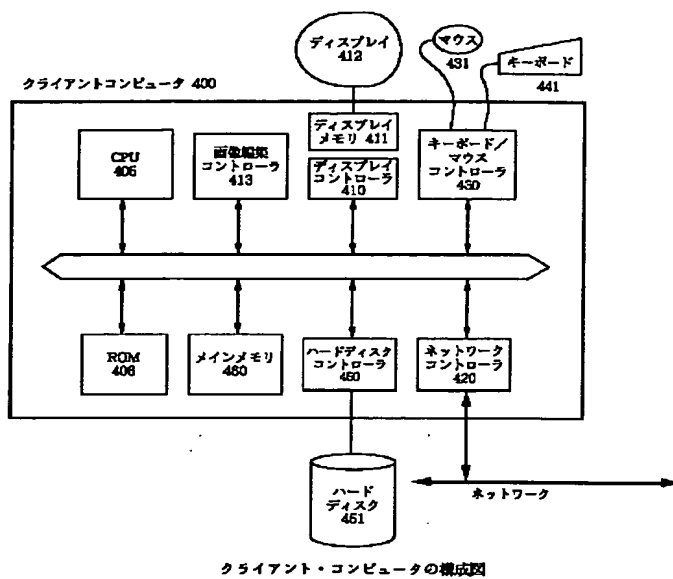 ディスプレイ
412
マウス
431
キーボード
441
クライアントコンピュータ 400
CPU
405
画像編集
コントローラ
413
ディスプレイ
メモリ 411
ディスプレイ
コントローラ
410
キーボード/
マウス
コントローラ
430
ROM
406
メインメモリ
460
ハードディスク
コントローラ
450
ネットワーク
コントローラ
420
ハード
ディスク
451
ネットワーク
クライアント・コンピュータの構成図